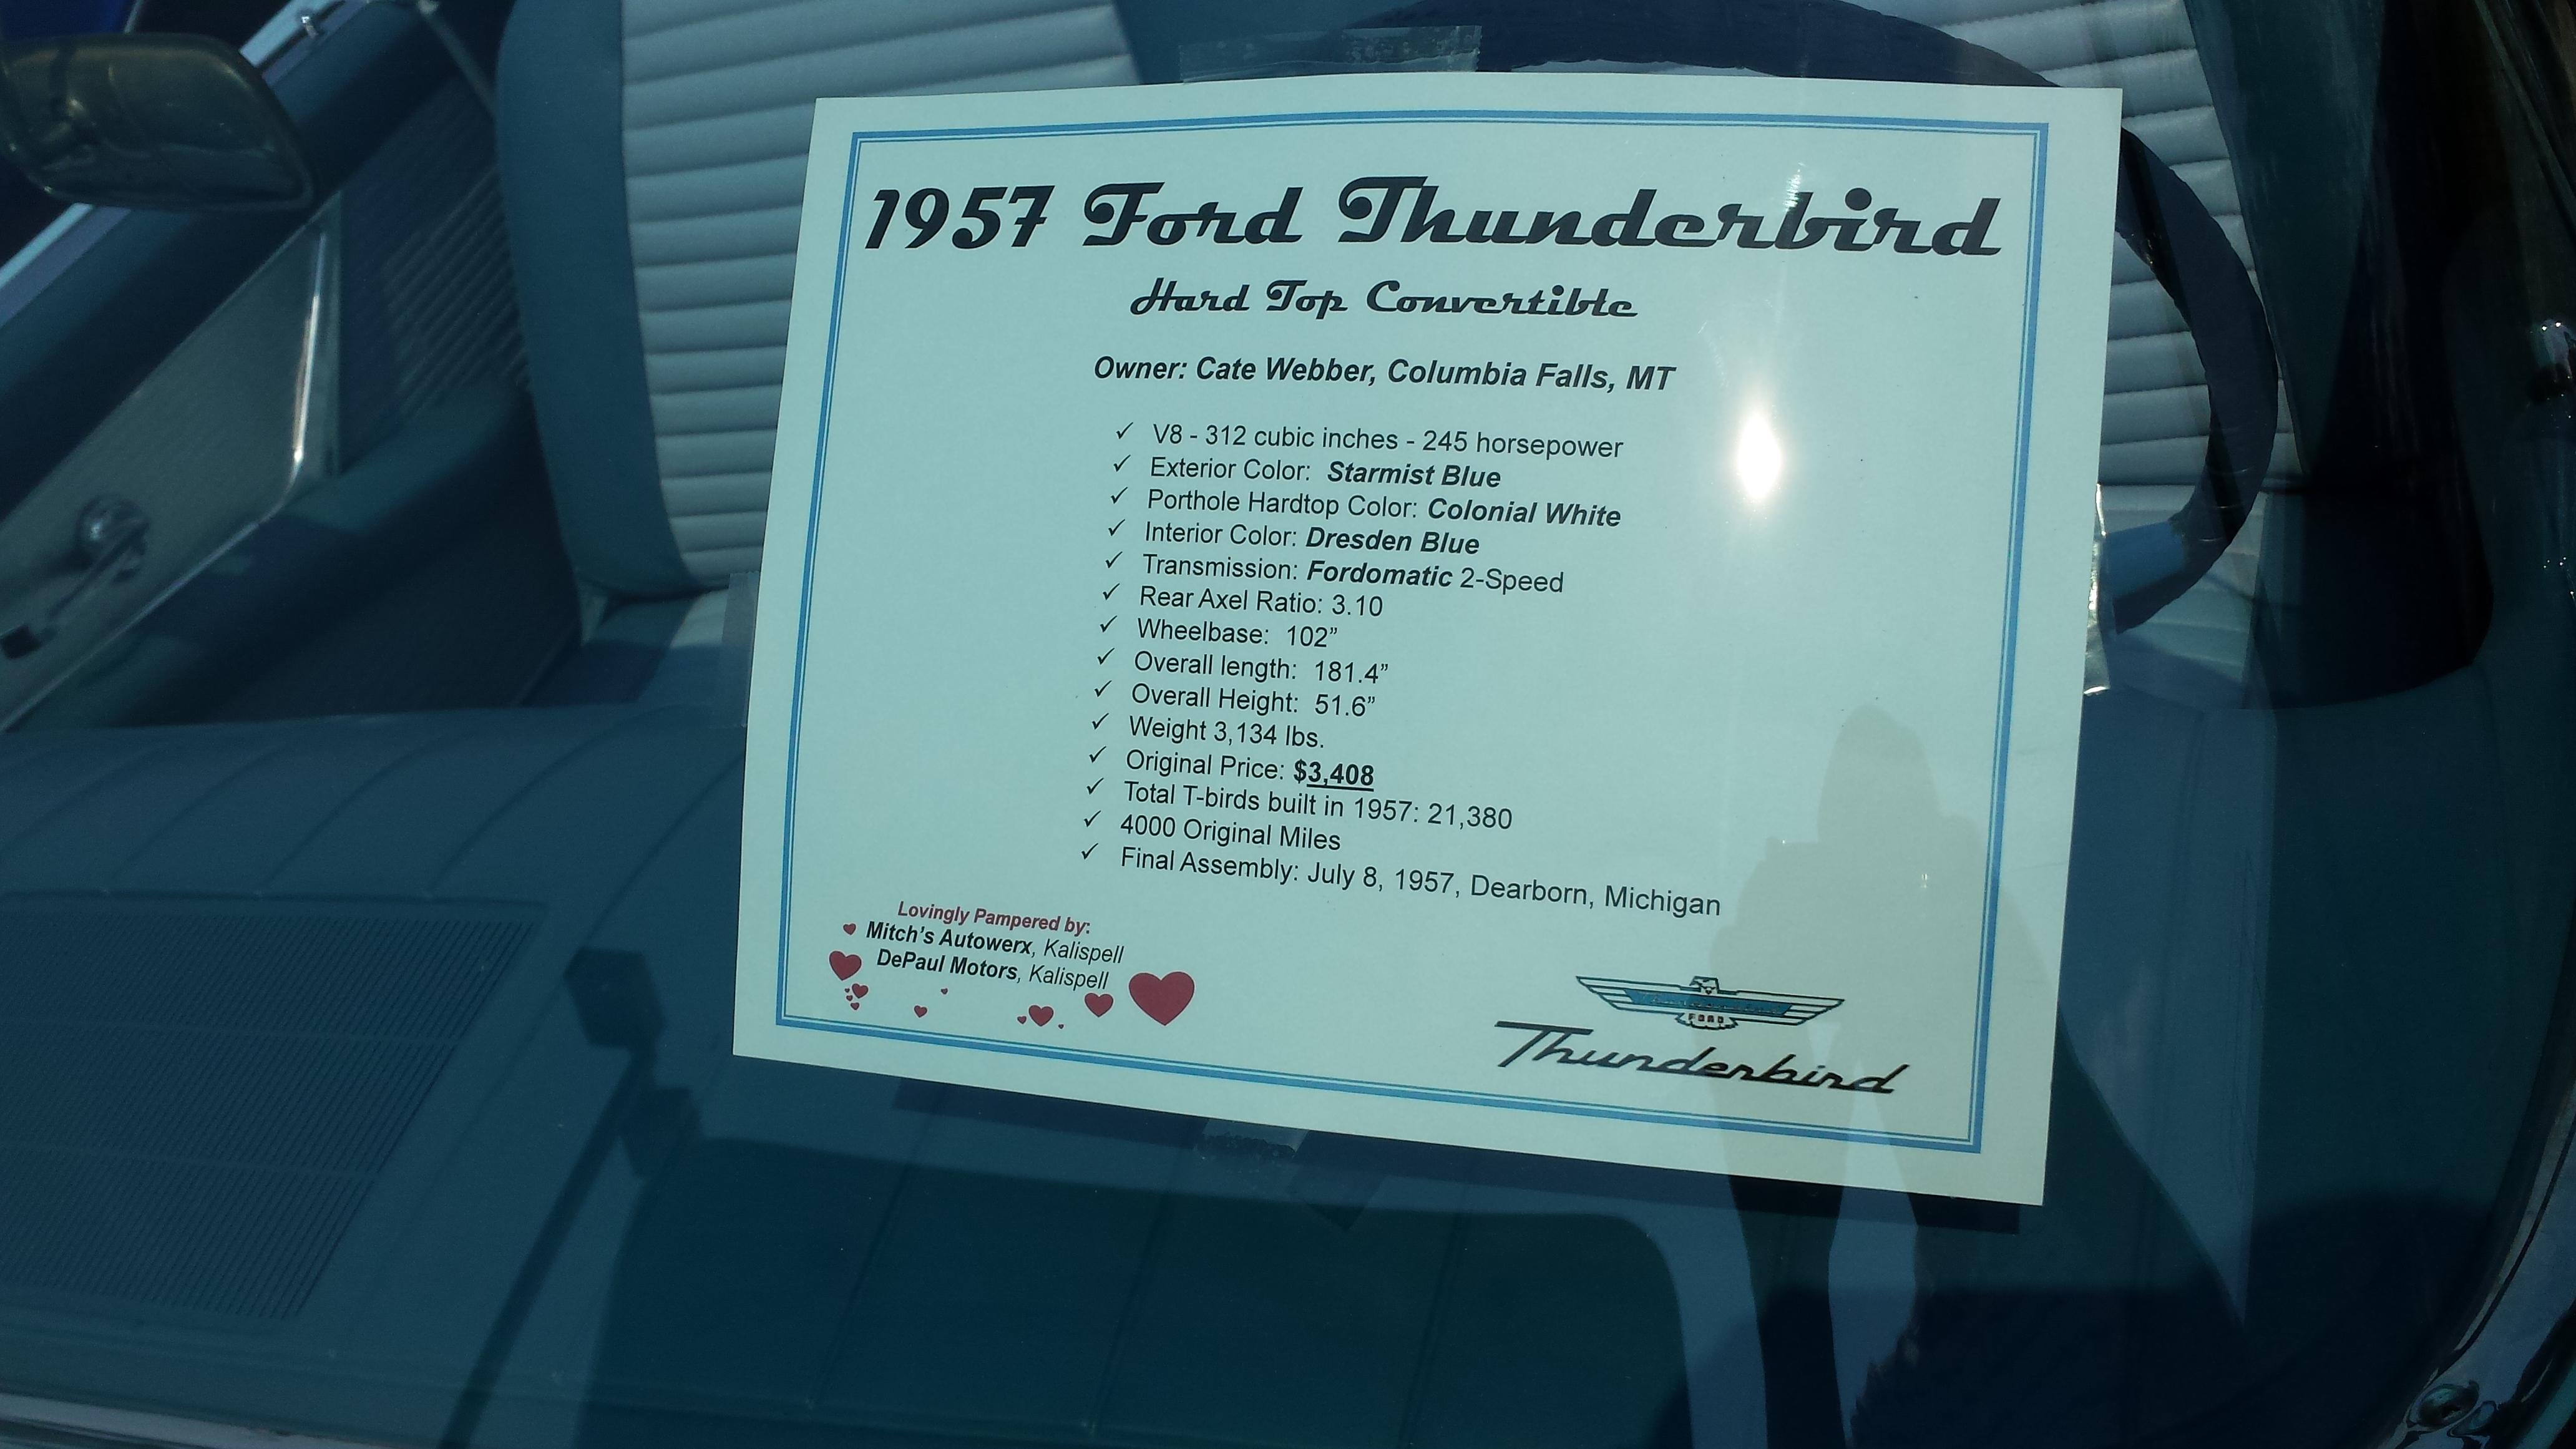 1957 Ford Thunderbird
Hard Top Convertible
Owner: Cate Webber, Columbia Falls, MT
✓ V8 - 312 cubic inches - 245 horsepower
✓ Exterior Color: Starmist Blue
✓ Porthole Hardtop Color: Colonial White
✓ Interior Color: Dresden Blue
✓ Transmission: Fordomatic 2-Speed
✓ Rear Axel Ratio: 3.10
✓ Wheelbase: 102”
✓ Overall length: 181.4”
✓ Overall Height: 51.6”
✓ Weight 3,134 lbs.
✓ Original Price: $3,408
✓ Total T-birds built in 1957: 21,380
✓ 4000 Original Miles
✓ Final Assembly: July 8, 1957, Dearborn, Michigan
Lovingly Pampered by:
Mitch’s Autowerx, Kalispell
DePaul Motors, Kalispell
FORD
Thunderbird